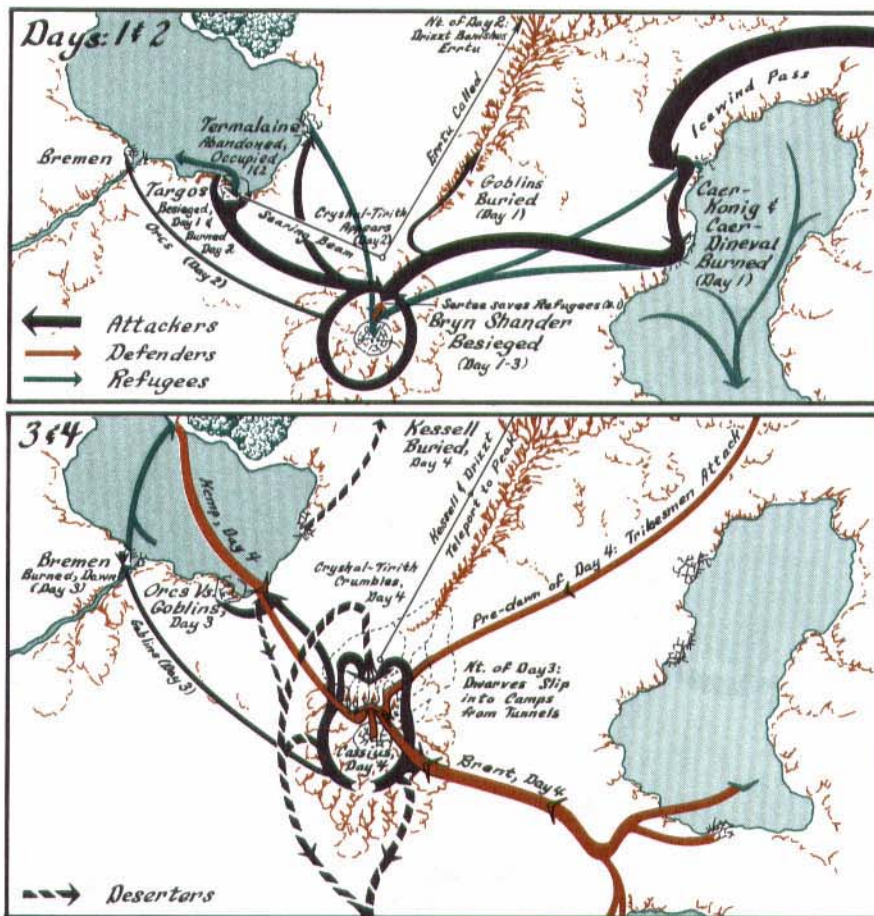 Days: 1 & 2
Nt. of Day 2:
Drizzt Banishes
Errtu
Icewind Pass
Errtu Called
Termalaine
Abandoned,
Occupied
Bremen
Targos
Besieged,
Day 1 &
Burned
Day 2
Searing Beam
Crystal-Tirith
Appears
(Day 2)
Goblins
Buried
(Day 1)
Caer-
Konig &
Caer-
Dineval
Burned
(Day 1)
Orcs (Day 2)
saves Refugees
Bryn Shander
Besieged
(Day 1-3)
Attackers
Defenders
Refugees
3 & 4
Kessell
Buried,
Day 4
Kessell & Drizzt
Teleport to Peak
Pre-dawn of Day 4: Tribesmen Attack
Kemp, Day 4
Bremen
Burned, Dawn
(Day 3)
Orcs Vs.
Goblins,
Day 3
Crystal-Tirith
Crumbles,
Day 4
Goblins (Day 3)
Nt. of Day 3:
Dwarves Slip
into Camps
from Tunnels
Cassius,
Day 4
Brent, Day 4
Deserters